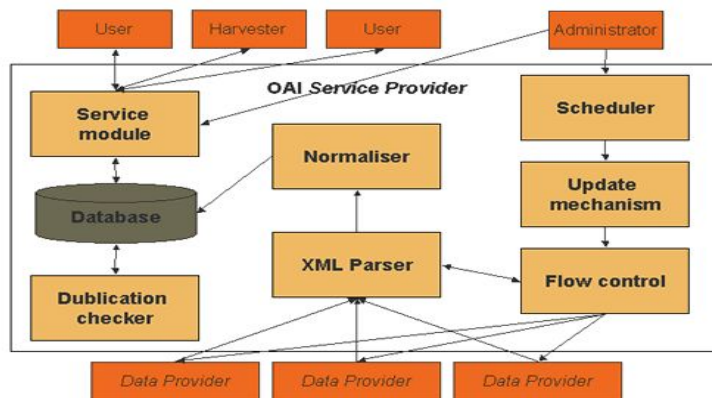 User
Harvester
User
Administrator
OAI Service Provider
Service
module
Scheduler
Normaliser
Update
mechanism
Database
XML Parser
Flow control
Dublication
checker
Data Provider
Data Provider
Data Provider